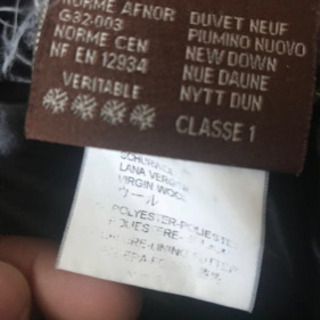 NORME AFNOR
G32-003
NORME CEN
NF EN 12934
VERITABLE
DUVET NEUF
PIUMINO NUOVO
NEW DOWN
NUE DAUNE
NYTT DUN
CLASSE 1
LANA VERGINE
VIRGIN WOOL
ウール
POLYESTER-POLIESTER